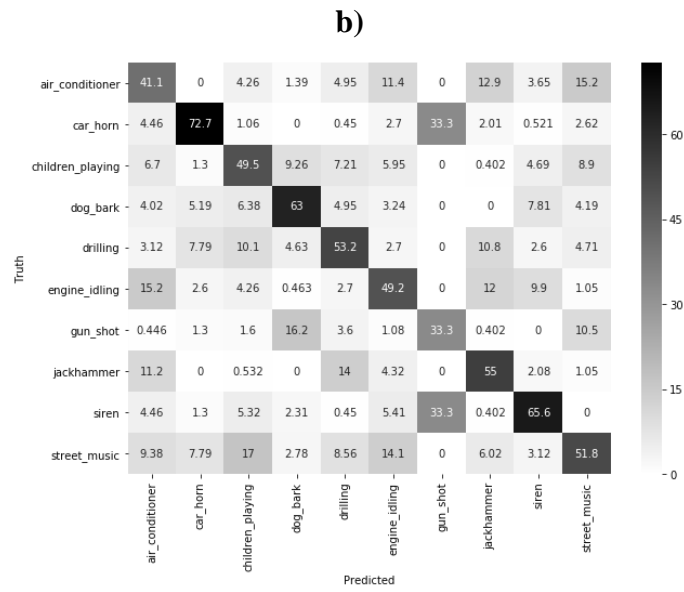 b)
air_conditioner 41.1 0 4.26 1.39 4.95 11.4 0 12.9 3.65 15.2
car_horn 4.46 72.7 1.06 0 0.45 2.7 33.3 2.01 0.521 2.62
60
children_playing 6.7 1.3 49.5 9.26 7.21 5.95 0 0.402 4.69 8.9
dog_bark 4.02 5.19 6.38 63 4.95 3.24 0 0 7.81 4.19
45
drilling 3.12 7.79 10.1 4.63 53.2 2.7 0 10.8 2.6 4.71
Truth
engine_idling 15.2 2.6 4.26 0.463 2.7 49.2 0 12 9.9 1.05
30
gun_shot 0.446 1.3 1.6 16.2 3.6 1.08 33.3 0.402 0 10.5
jackhammer 11.2 0 0.532 0 14 4.32 0 55 2.08 1.05
15
siren 4.46 1.3 5.32 2.31 0.45 5.41 33.3 0.402 65.6 0
street_music 9.38 7.79 17 2.78 8.56 14.1 0 6.02 3.12 51.8
0
air_conditioner
car_horn
children_playing
dog_bark
drilling
engine_idling
gun_shot
jackhammer
siren
street_music
Predicted